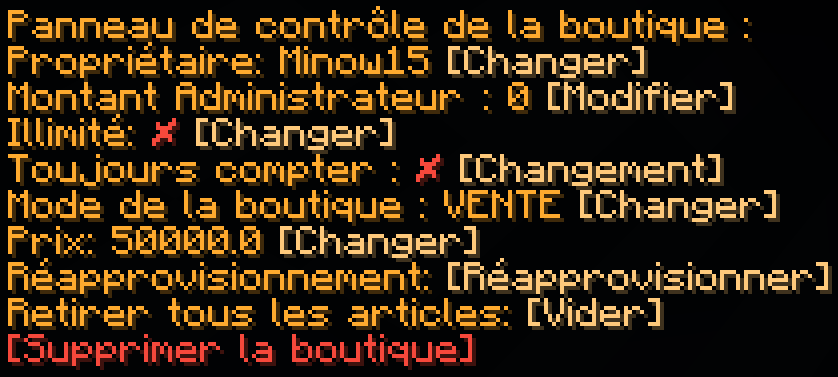 Panneau de contrôle de la boutique :
Propriétaire: Minow15 [Changer]
Montant Administrateur : 0 [Modifier]
Illimité: ✘ [Changer]
Toujours compter : ✘ [Changement]
Mode de la boutique : VENTE [Changer]
Prix: 50000.0 [Changer]
Réapprovisionnement: [Réapprovisionner]
Retirer tous les articles: [Vider]
[Supprimer la boutique]